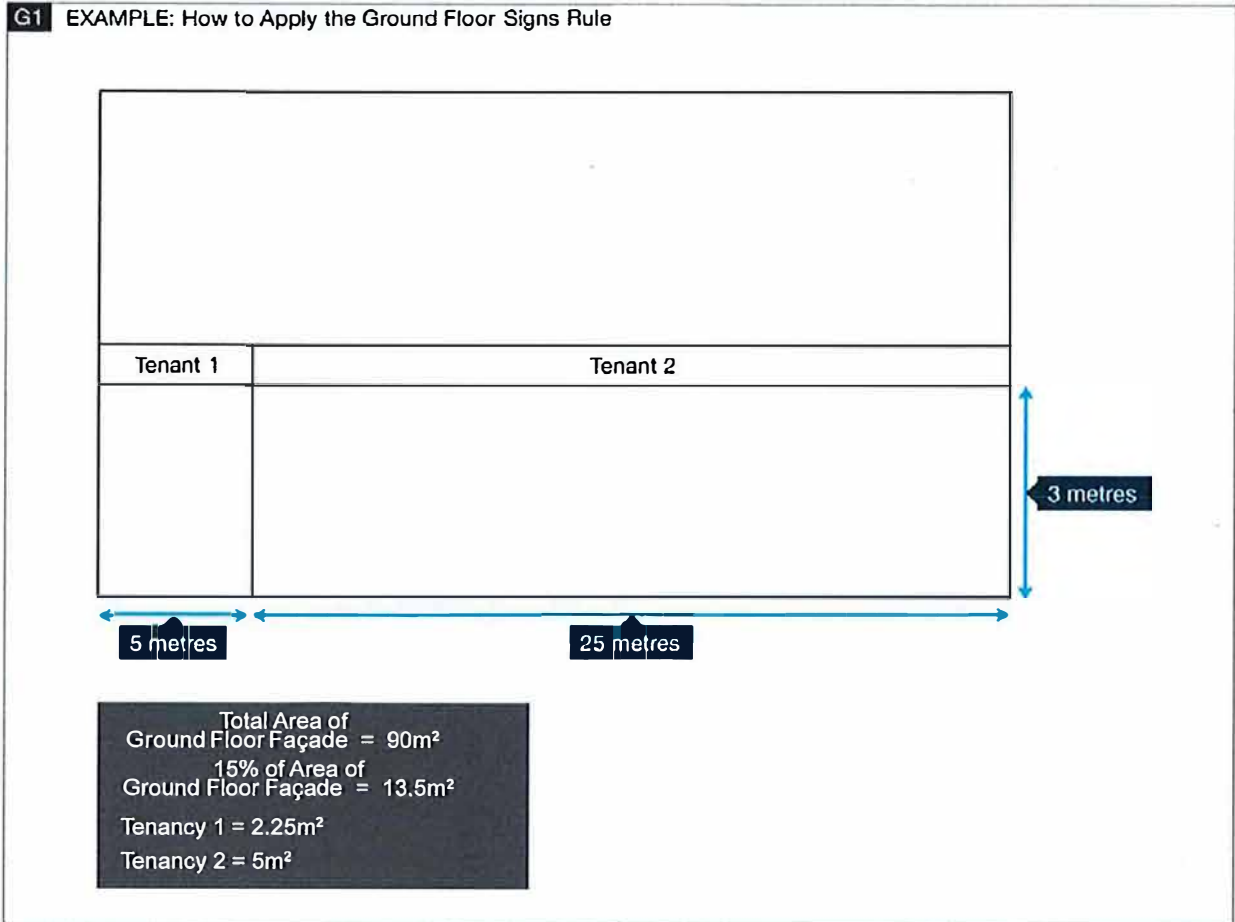 G1 EXAMPLE: How to Apply the Ground Floor Signs Rule
Tenant 1
Tenant 2
3 metres
5 metres
25 metres
Total Area of
Ground Floor Façade = 90m²
15% of Area of
Ground Floor Façade = 13.5m²
Tenancy 1 = 2.25m²
Tenancy 2 = 5m²